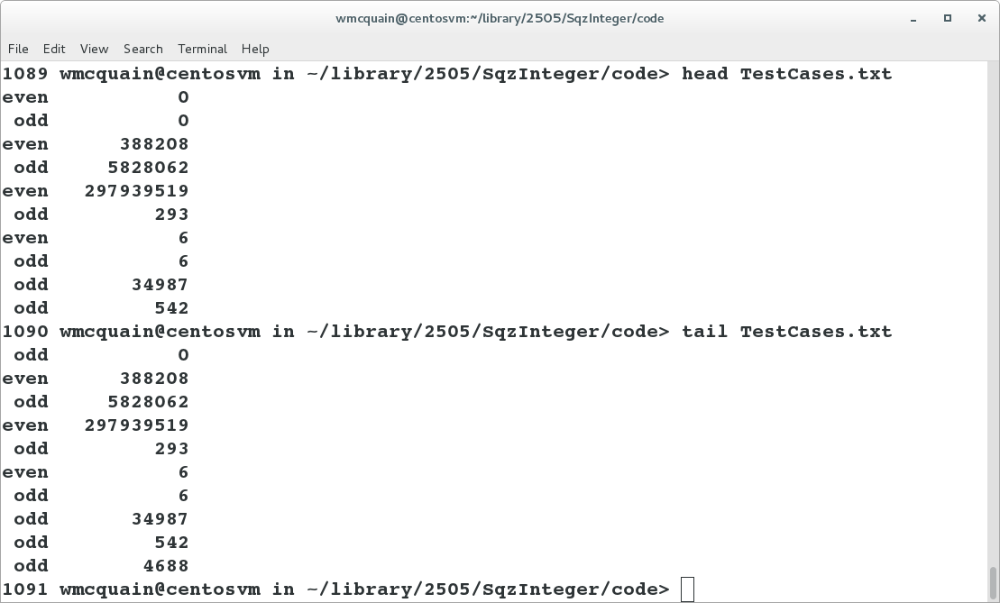 wmcquain@centosvm:~/library/2505/SqzInteger/code
File Edit View Search Terminal Help
1089 wmcquain@centosvm in ~/library/2505/SqzInteger/code> head TestCases.txt
even           0
 odd           0
even      388208
 odd     5828062
even   297939519
 odd         293
even           6
 odd           6
 odd       34987
 odd         542
1090 wmcquain@centosvm in ~/library/2505/SqzInteger/code> tail TestCases.txt
 odd           0
even      388208
 odd     5828062
even   297939519
 odd         293
even           6
 odd           6
 odd       34987
 odd         542
 odd        4688
1091 wmcquain@centosvm in ~/library/2505/SqzInteger/code>